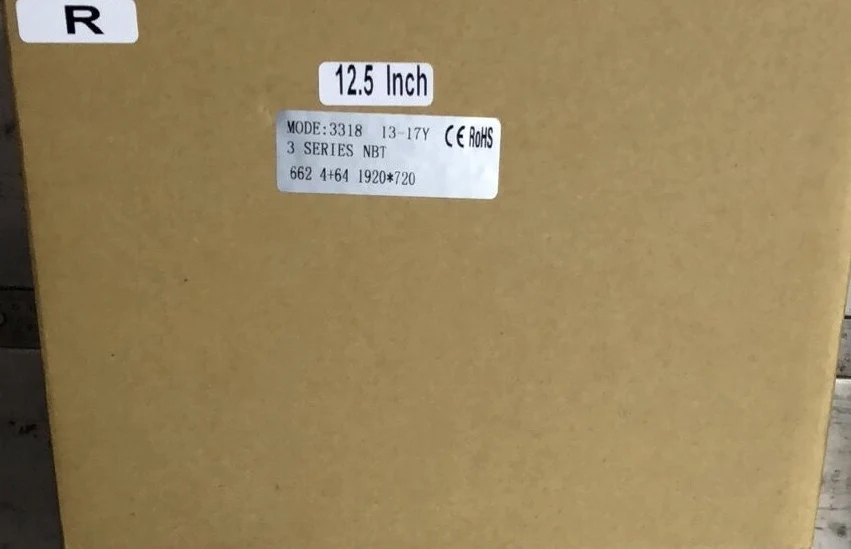 R
12.5 Inch
MODE:3318 13-17Y CE RoHS
3 SERIES NBT
662 4+64 1920*720